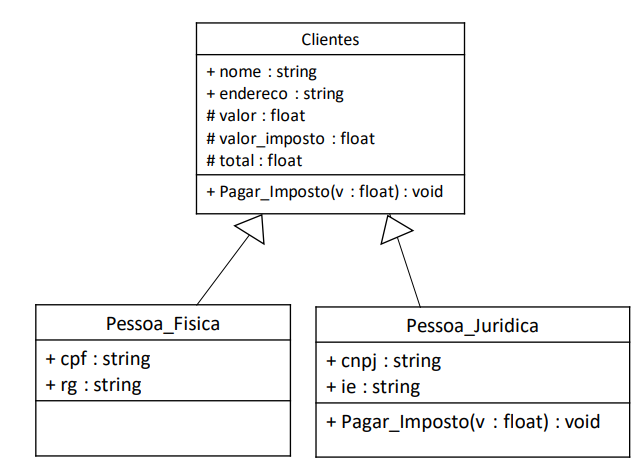 Clientes
+ nome : string
+ endereco : string
# valor : float
# valor_imposto : float
# total : float
+ Pagar_Imposto(v : float) : void
Pessoa_Fisica
+ cpf : string
+ rg : string
Pessoa_Juridica
+ cnpj : string
+ ie : string
+ Pagar_Imposto(v : float) : void